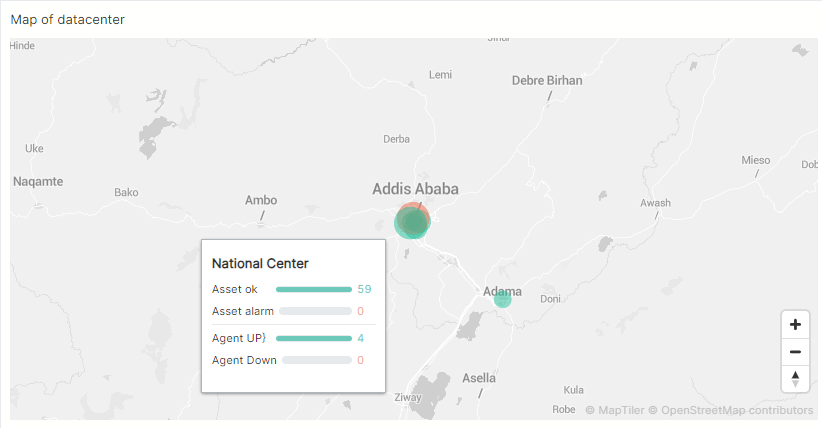 Map of datacenter
Hinde
Lemi
Debre Birhan
Derba
Uke
Mieso
Naqamte
Bako
Ambo
Addis Ababa
Awash
National Center
Asset ok 59
Asset alarm 0
Agent UP} 4
Agent Down 0
Adama
Doni
+
−
Asella
Ziway
Kula
Robe
© MapTiler © OpenStreetMap contributors